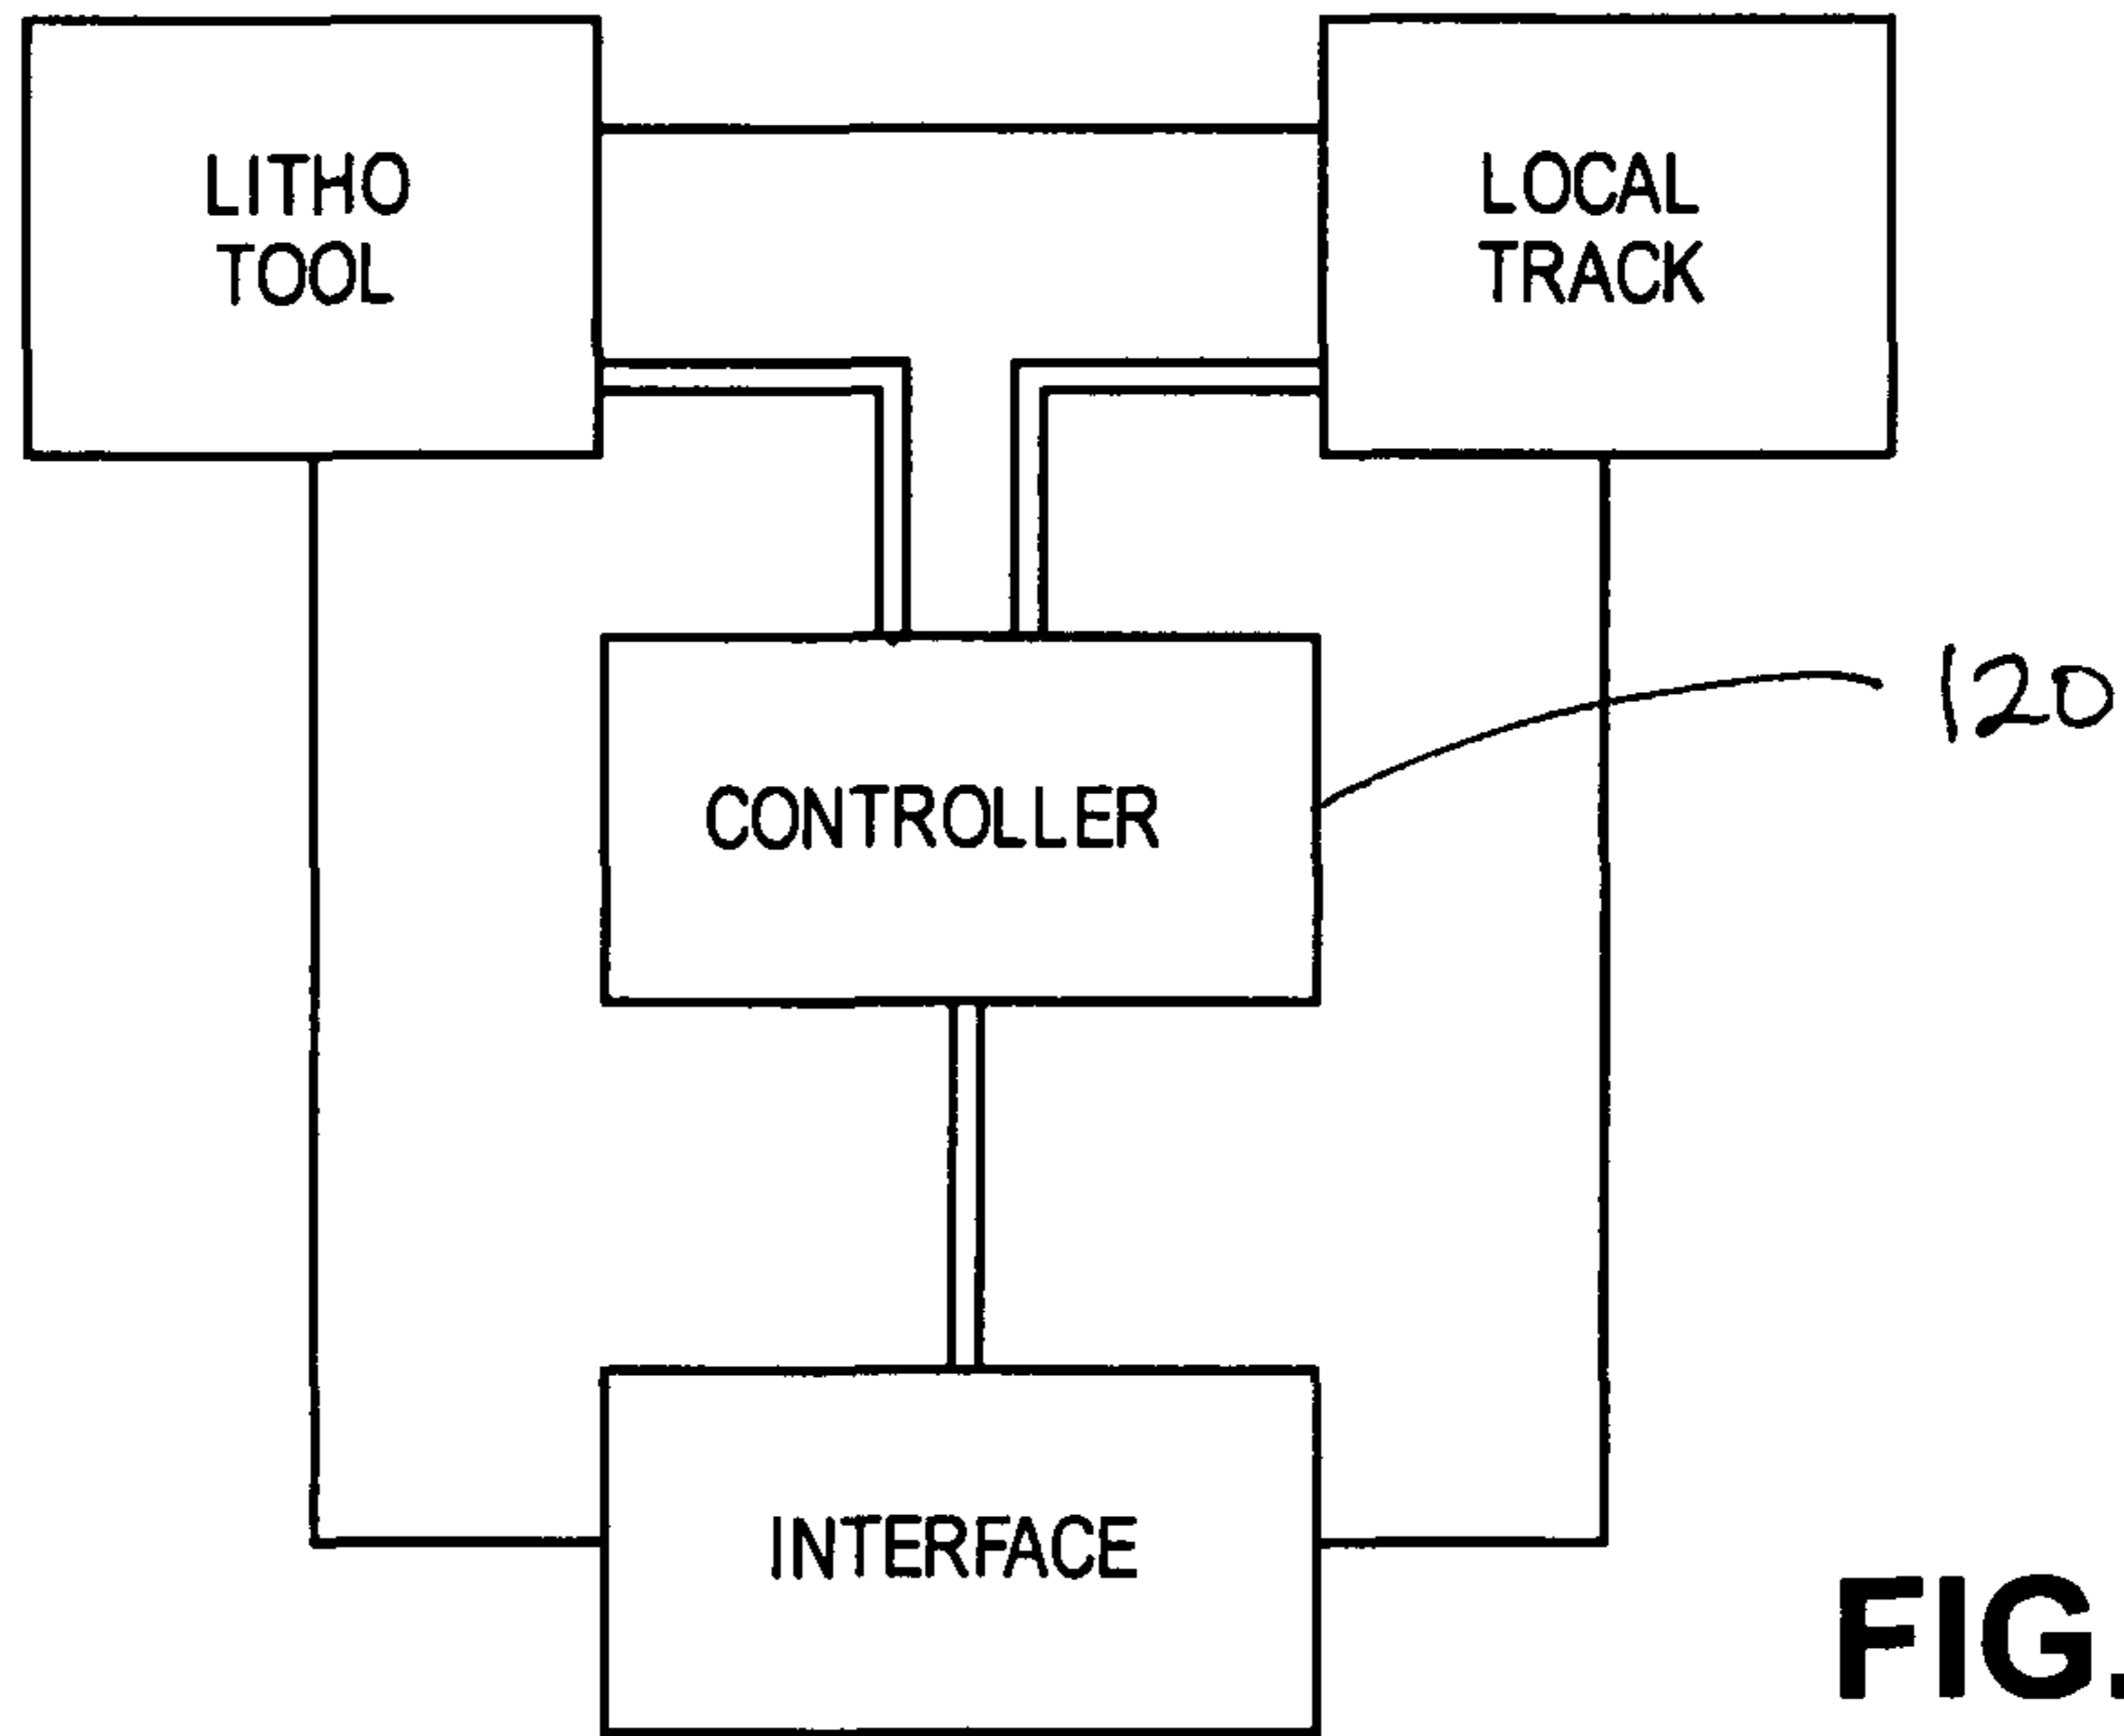 LITHO
TOOL
LOCAL
TRACK
CONTROLLER
120
INTERFACE
FIG.